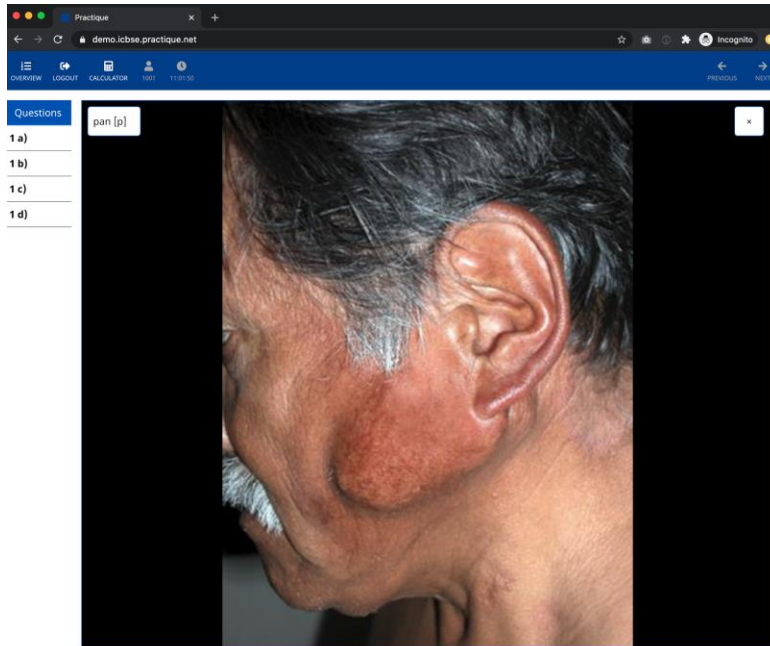 Practique
demo.icbse.practique.net
Incognito
OVERVIEW
LOGOUT
CALCULATOR
1001
11:01:50
PREVIOUS
NEXT
Questions
pan [p]
×
1 a)
1 b)
1 c)
1 d)